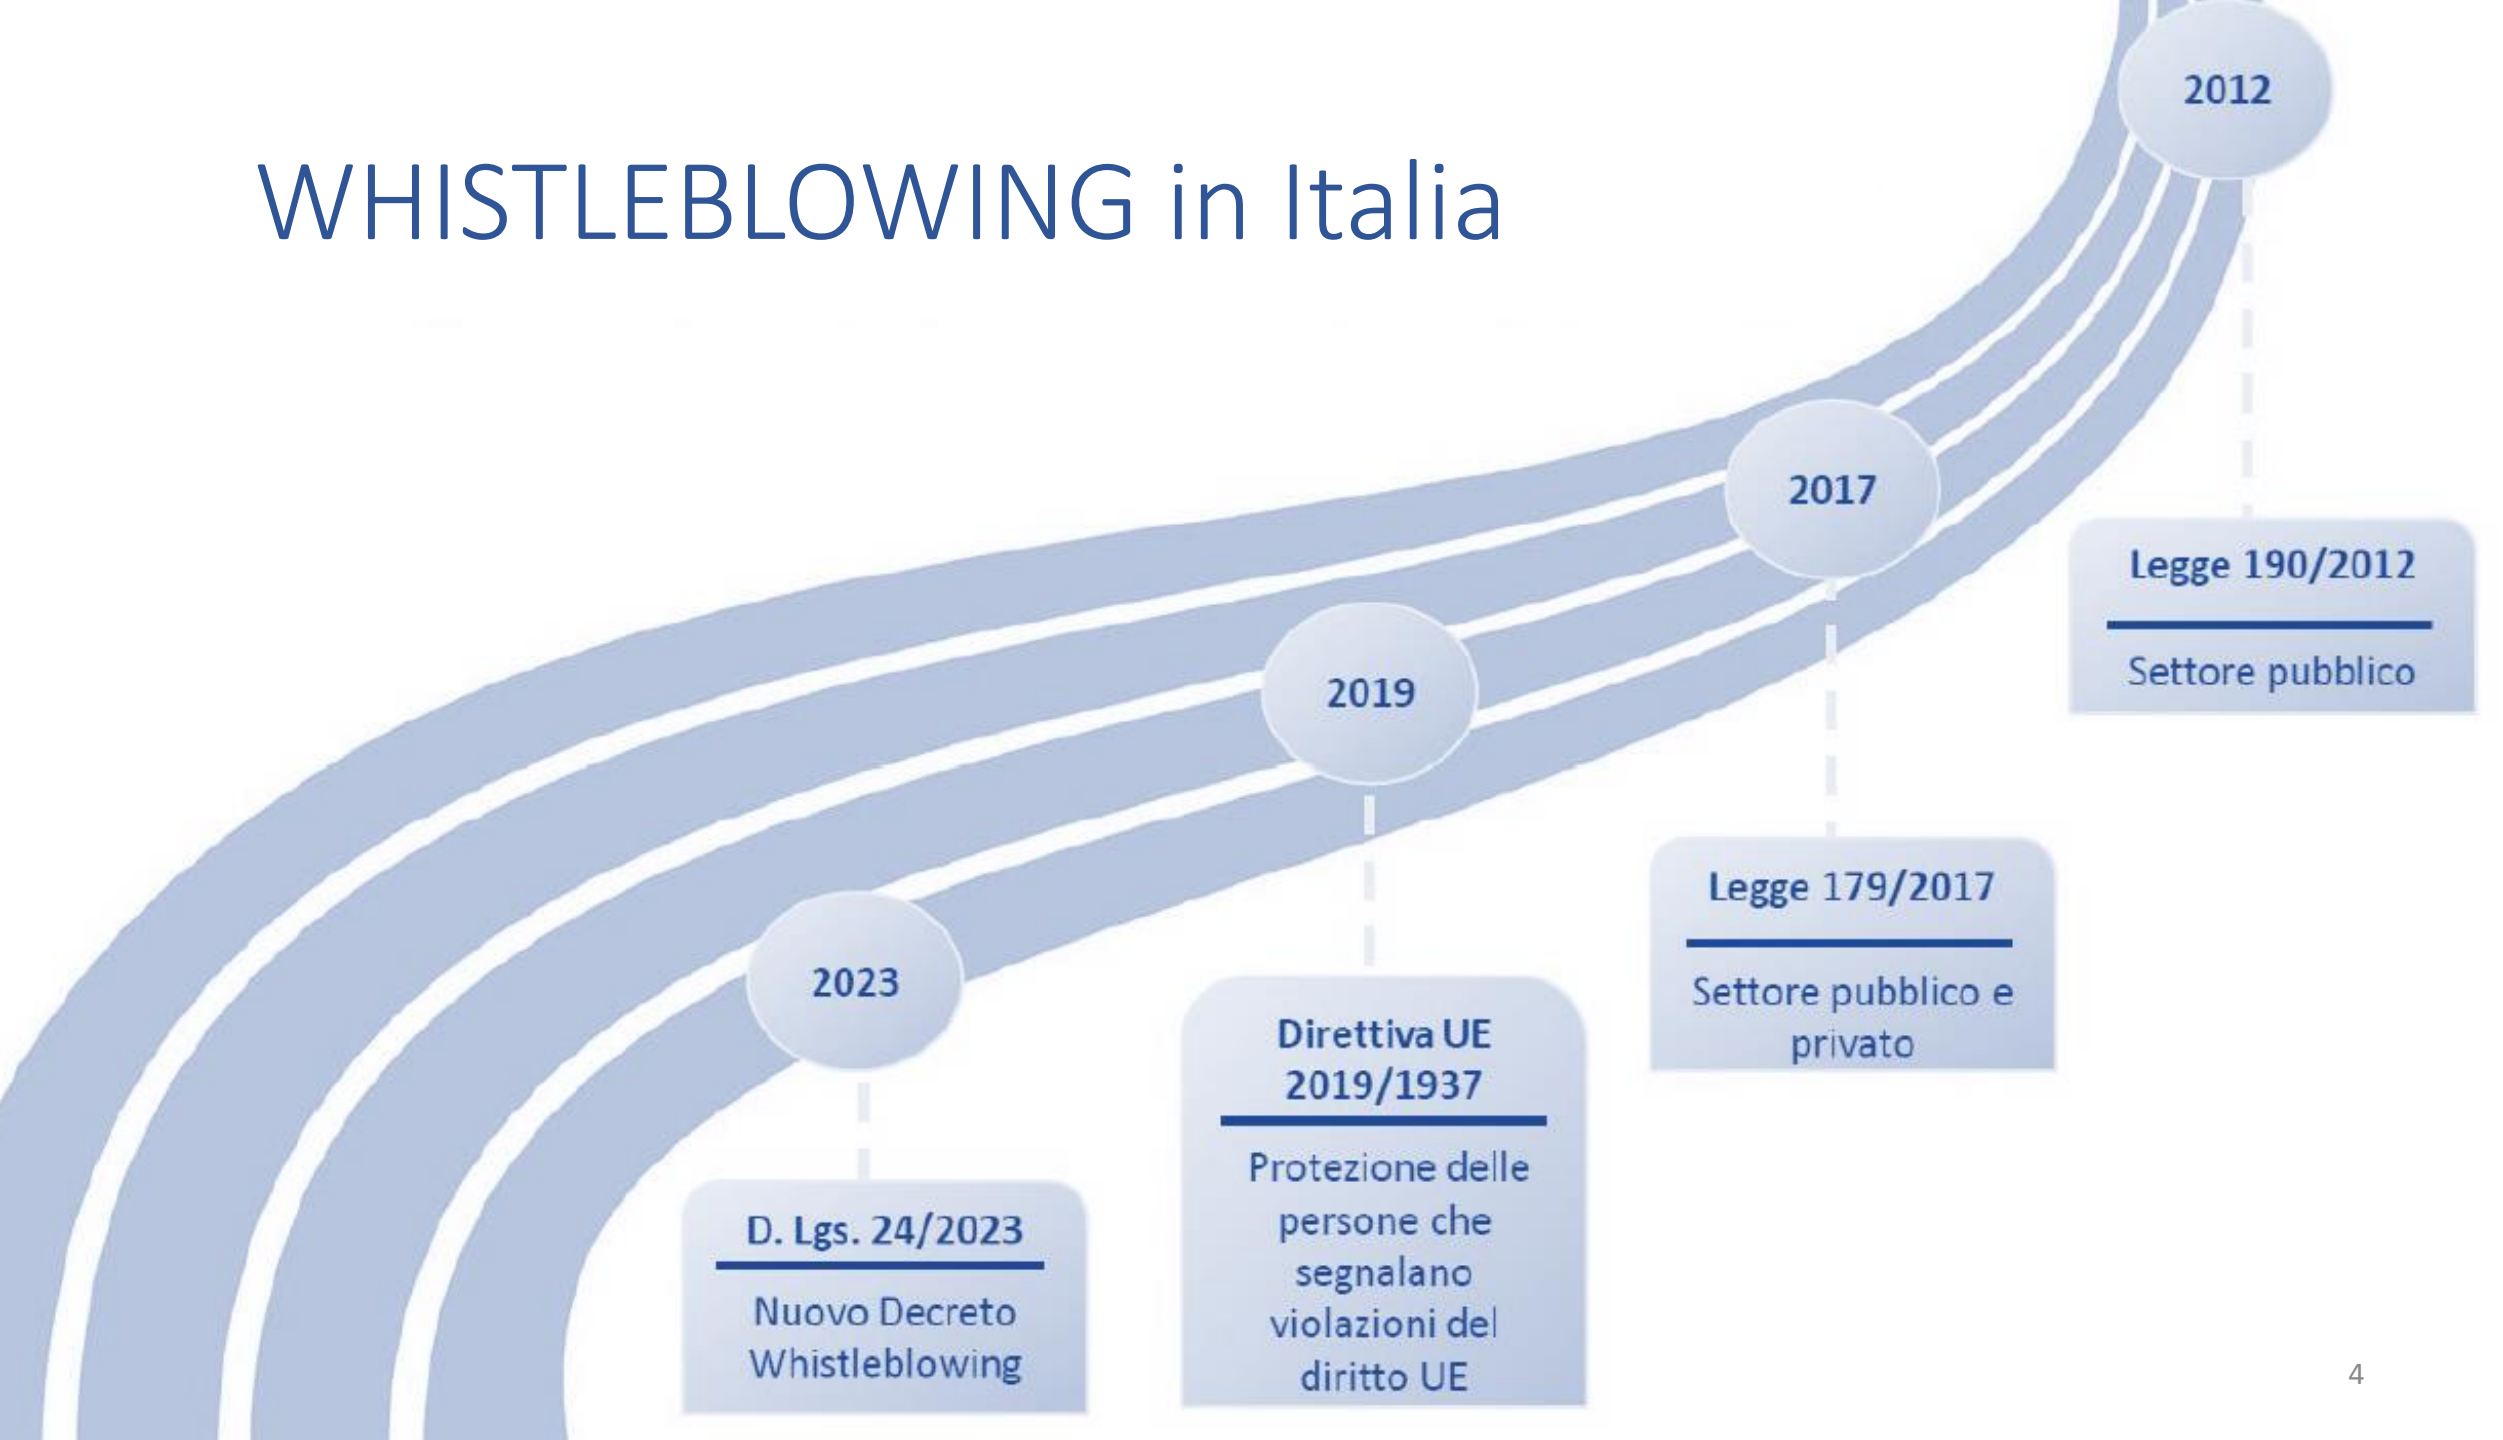 WHISTLEBLOWING in Italia
2012
Legge 190/2012
Settore pubblico
2017
Legge 179/2017
Settore pubblico e
privato
2019
Direttiva UE
2019/1937
Protezione delle
persone che
segnalano
violazioni del
diritto UE
2023
D. Lgs. 24/2023
Nuovo Decreto
Whistleblowing
4